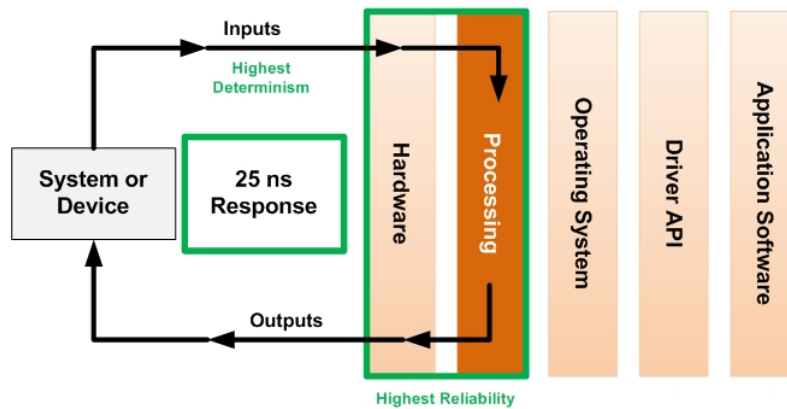 Inputs
Highest
Determinism
System or
Device
25 ns
Response
Outputs
Hardware
Processing
Operating System
Driver API
Application Software
Highest Reliability